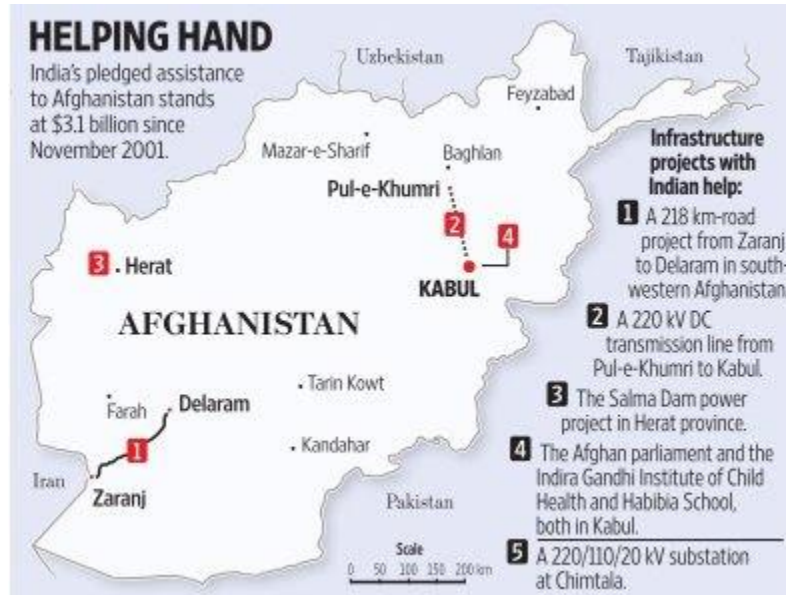 HELPING HAND
India's pledged assistance
to Afghanistan stands
at $3.1 billion since
November 2001.
Uzbekistan
Tajikistan
Feyzabad
Mazar-e-Sharif
Baghlan
Pul-e-Khumri
2
4
3
Herat
KABUL
AFGHANISTAN
Tarin Kowt
Farah
Delaram
1
Kandahar
Iran
Zaranj
Pakistan
Scale
0 50 100 150 200 km
Infrastructure
projects with
Indian help:
1 A 218 km-road
project from Zaranj
to Delaram in south-
western Afghanistan
2 A 220 kV DC
transmission line from
Pul-e-Khumri to Kabul.
3 The Salma Dam power
project in Herat province.
4 The Afghan parliament and the
Indira Gandhi Institute of Child
Health and Habibia School,
both in Kabul.
5 A 220/110/20 kV substation
at Chimtala.